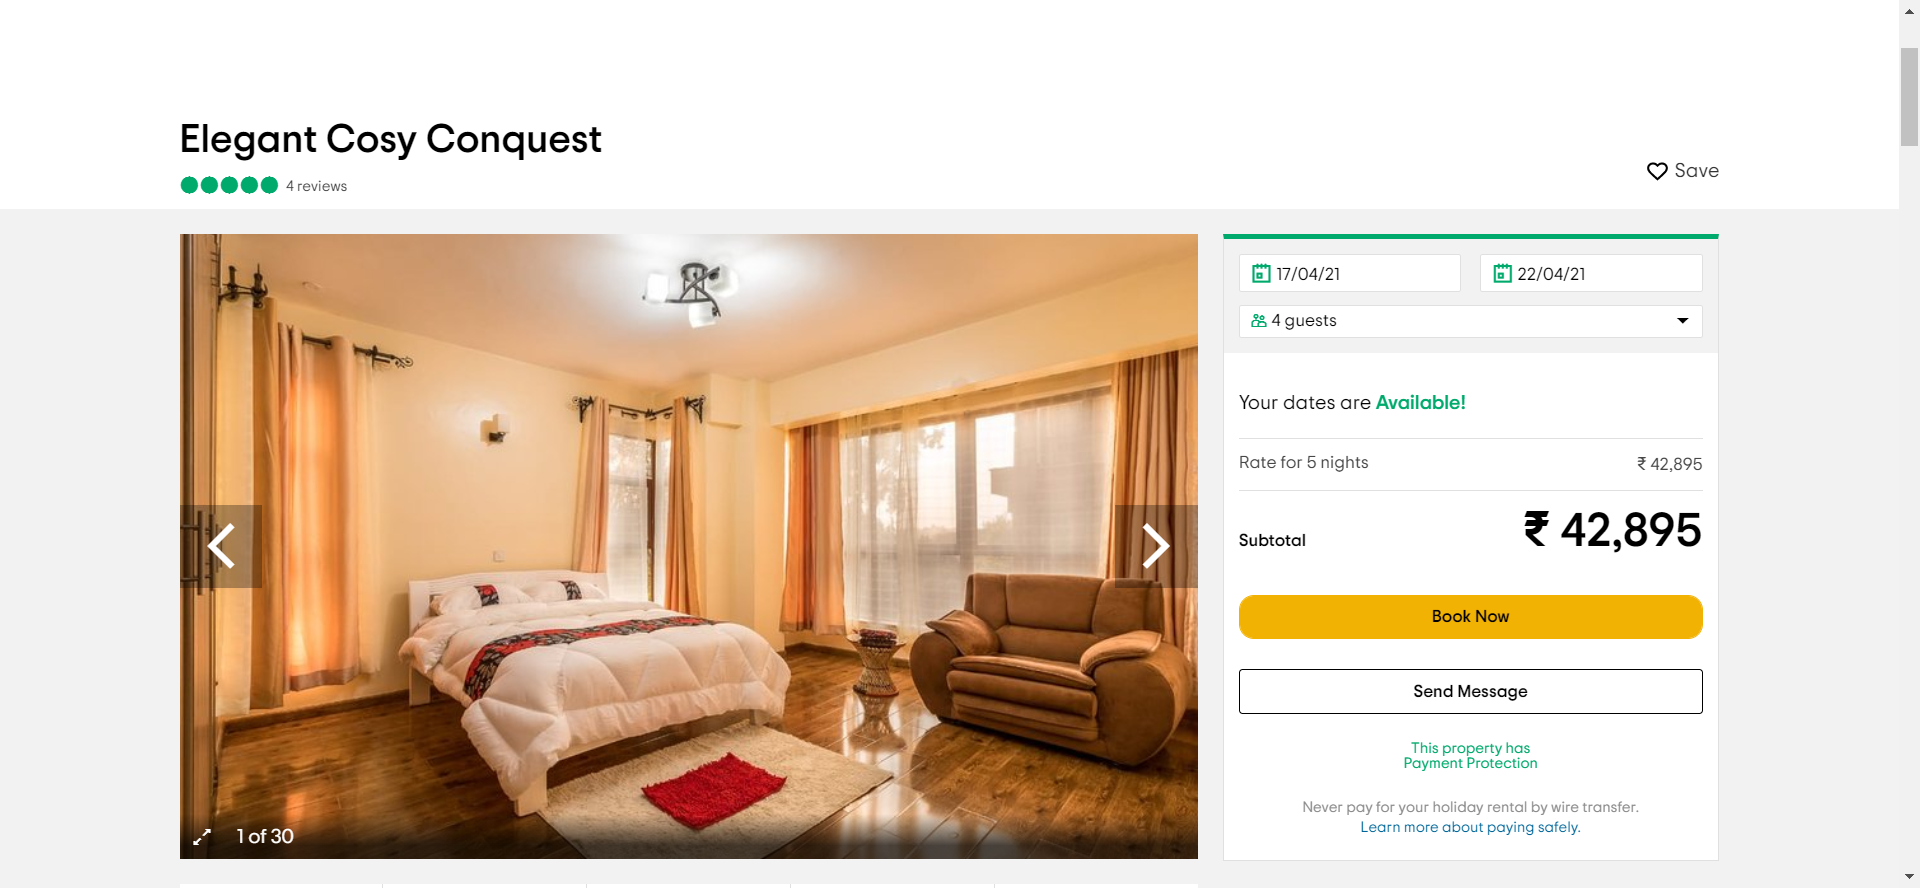 Elegant Cosy Conquest
4 reviews
Save
17/04/21
22/04/21
4 guests
Your dates are Available!
Rate for 5 nights
₹ 42,895
Subtotal
₹ 42,895
Book Now
Send Message
This property has
Payment Protection
Never pay for your holiday rental by wire transfer.
Learn more about paying safely.
1 of 30